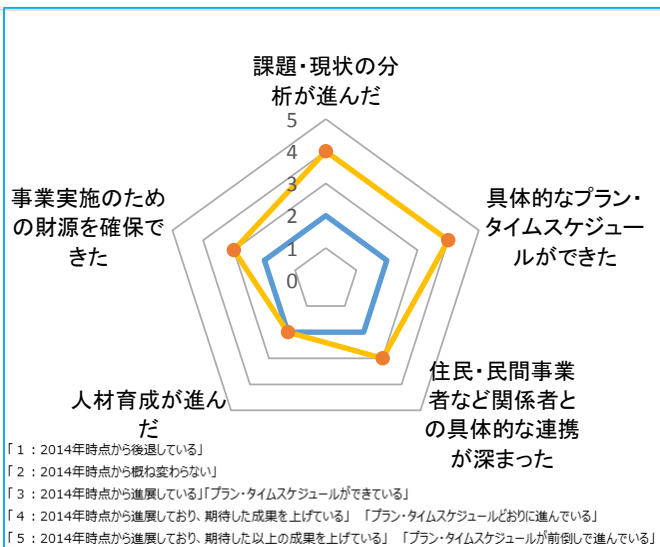 課題・現状の分
析が進んだ
5
4
3
2
1
0
事業実施のため
の財源を確保で
きた
具体的なプラン・
タイムスケジュー
ルができた
人材育成が進ん
だ
住民・民間事業
者など関係者と
の具体的な連携
が深まった
「1：2014年時点から後退している」
「2：2014年時点から概ね変わらない」
「3：2014年時点から進展している」「プラン・タイムスケジュールができている」
「4：2014年時点から進展しており、期待した成果を上げている」 「プラン・タイムスケジュールどおりに進んでいる」
「5：2014年時点から進展しており、期待した以上の成果を上げている」 「プラン・タイムスケジュールが前倒しで進んでいる」